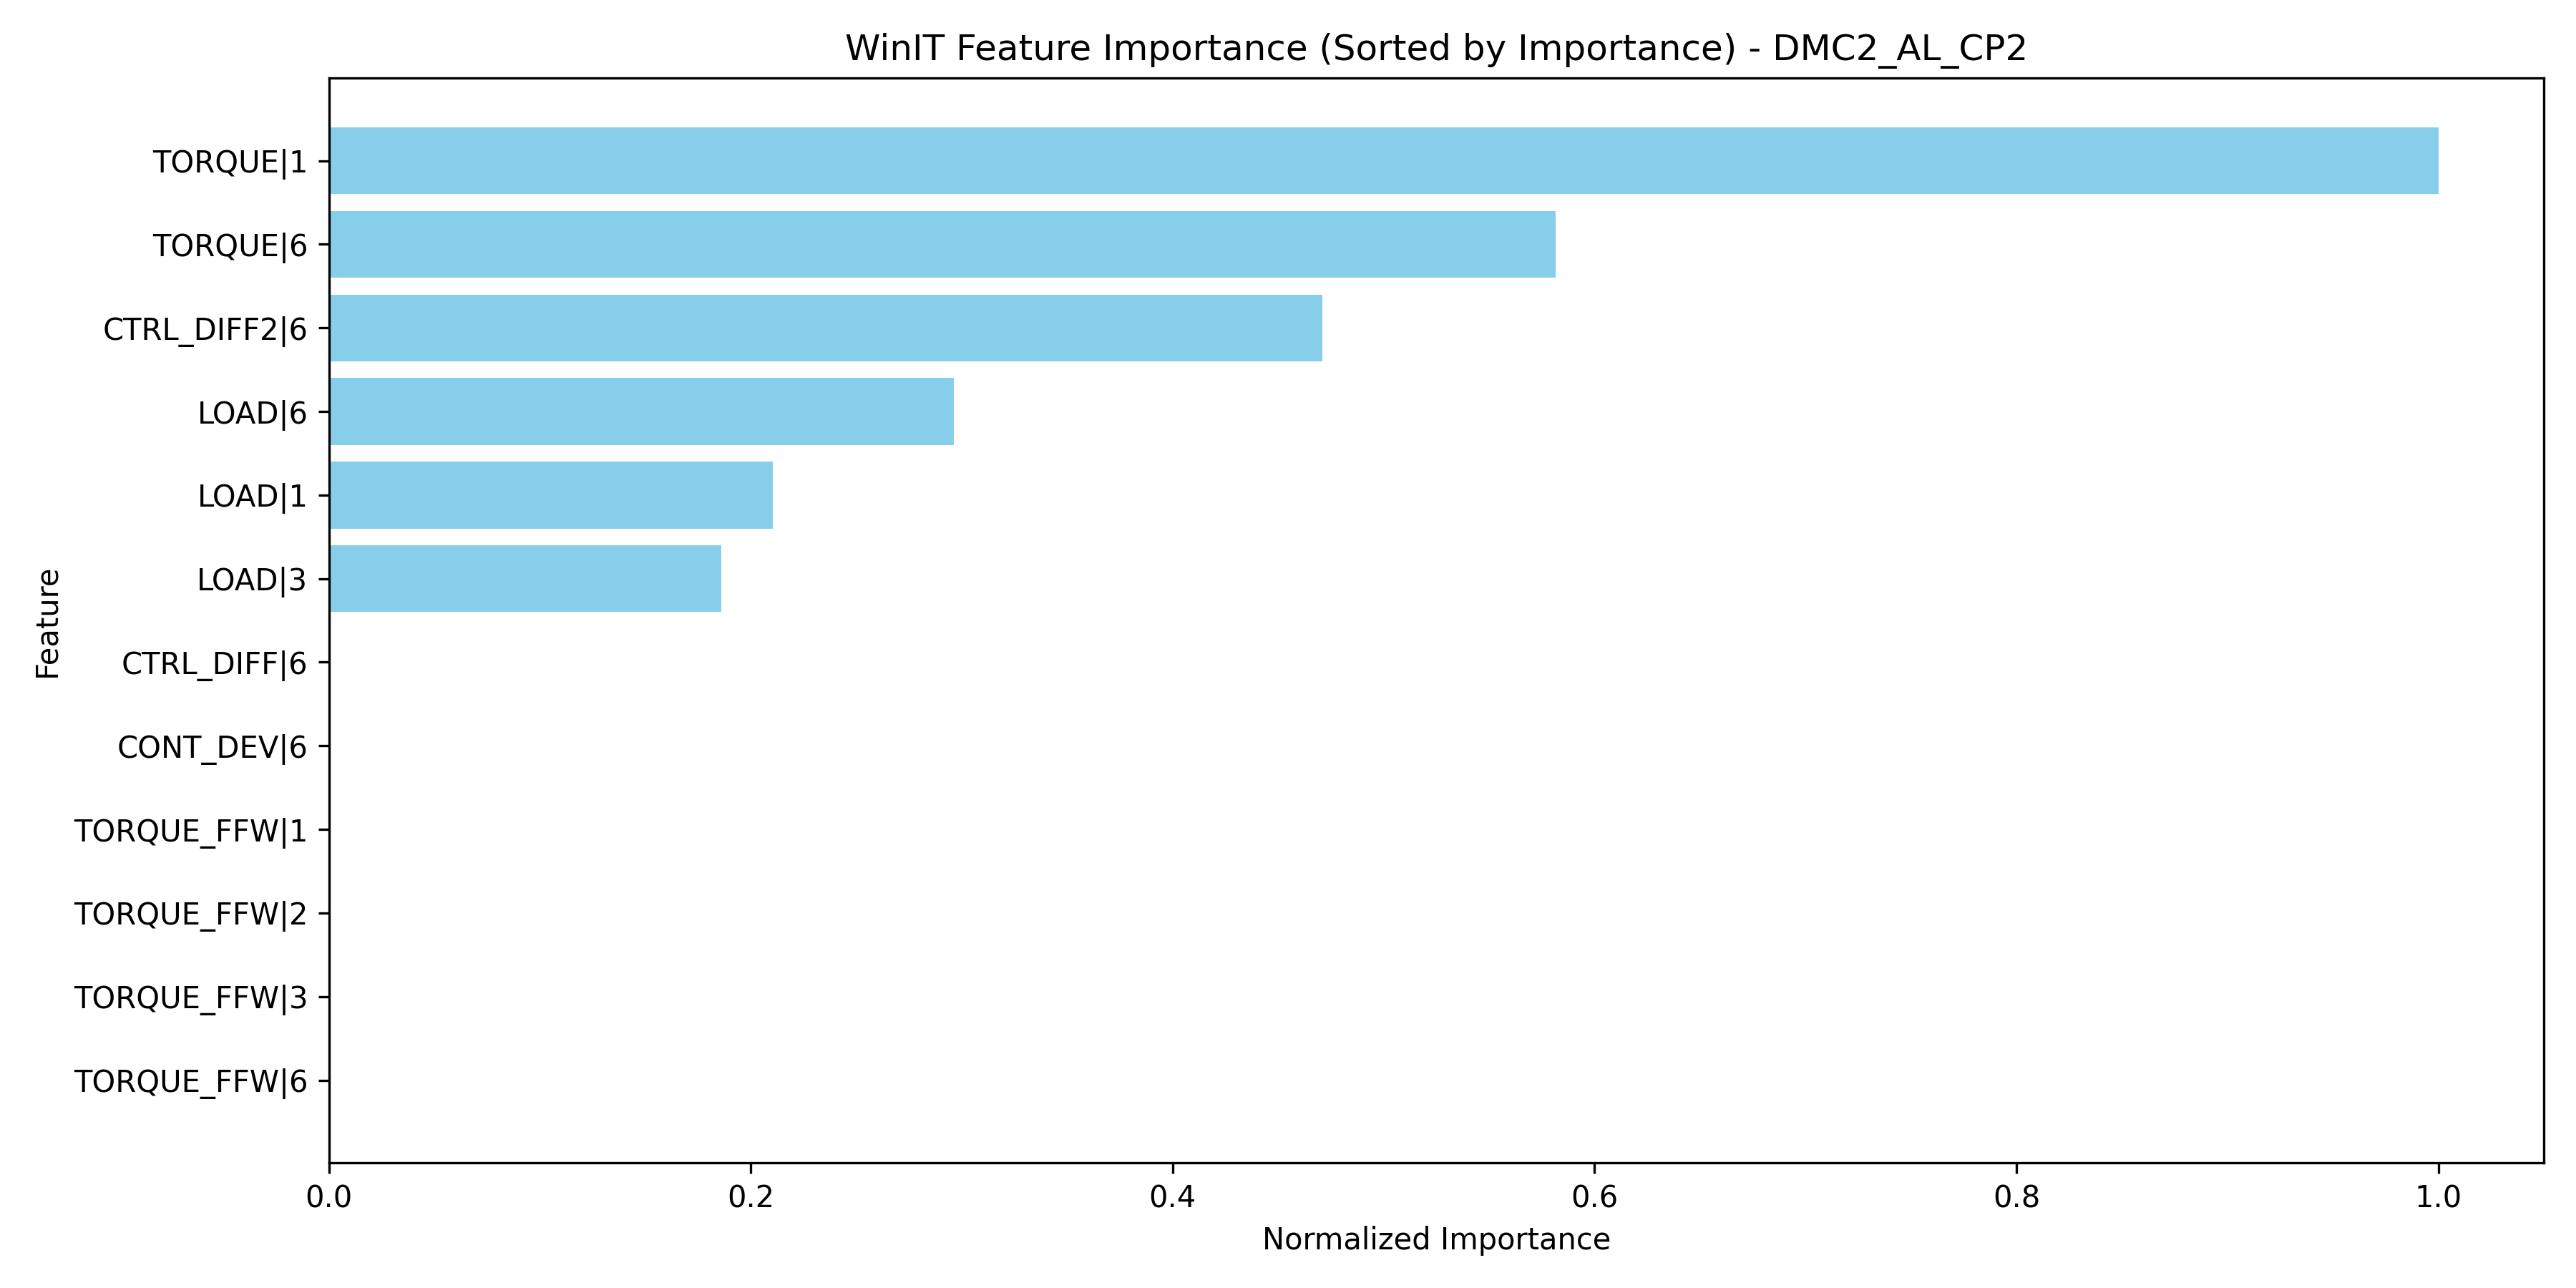 WinIT Feature Importance (Sorted by Importance) - DMC2_AL_CP2
TORQUE|1
TORQUE|6
CTRL_DIFF2|6
LOAD|6
LOAD|1
LOAD|3
CTRL_DIFF|6
CONT_DEV|6
TORQUE_FFW|1
TORQUE_FFW|2
TORQUE_FFW|3
TORQUE_FFW|6
Feature
0.0 0.2 0.4 0.6 0.8 1.0
Normalized Importance